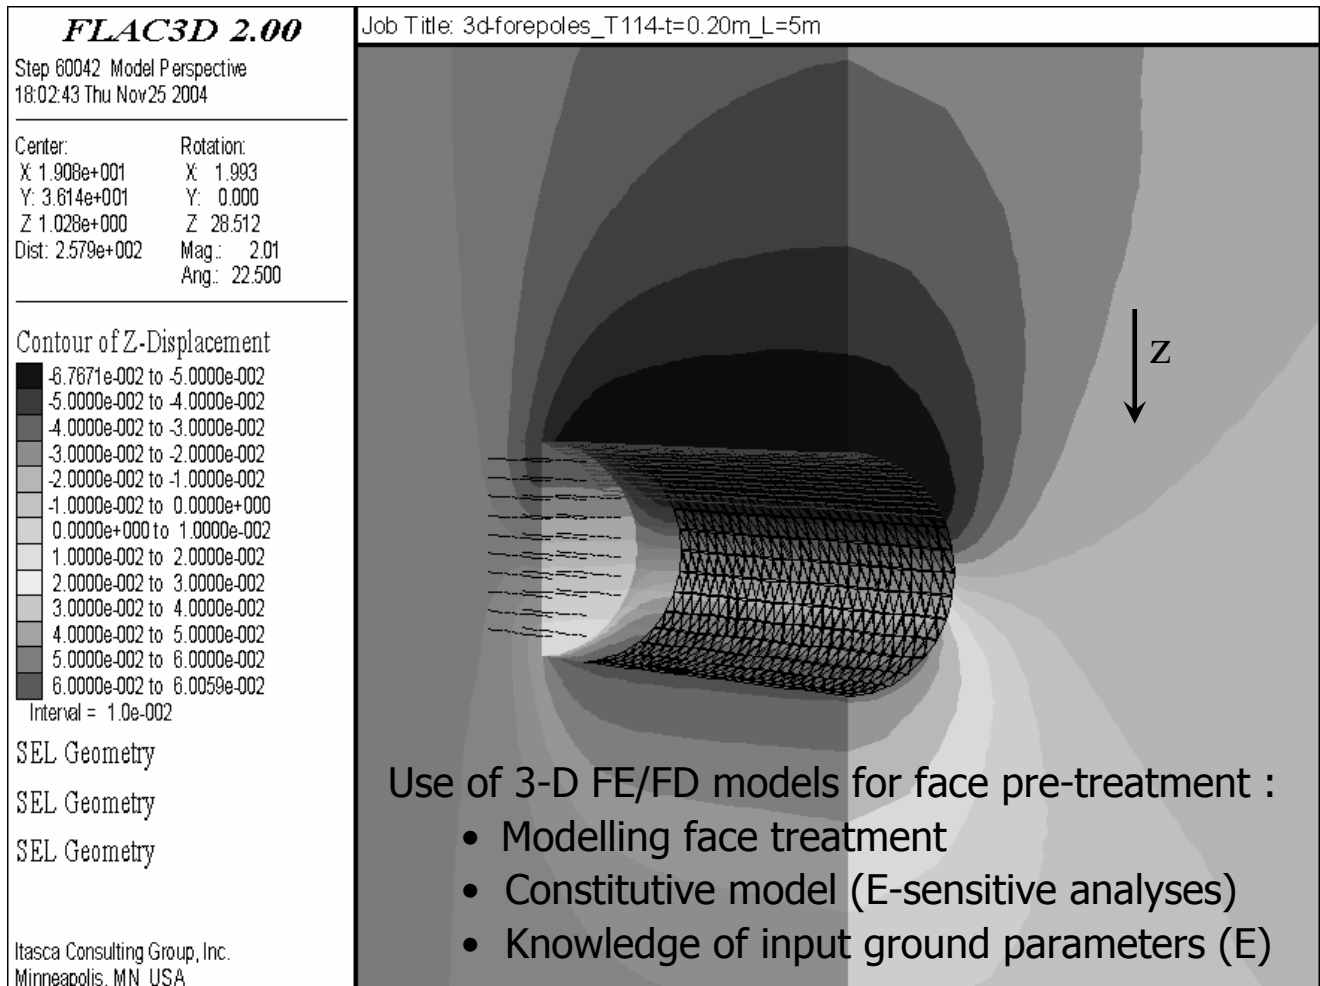 FLAC3D 2.00
Step 60042 Model Perspective
18:02:43 Thu Nov 25 2004
Center:
X: 1.908e+001
Y: 3.614e+001
Z: 1.028e+000
Dist: 2.579e+002
Rotation:
X: 1.993
Y: 0.000
Z: 28.512
Mag.: 2.01
Ang.: 22.500
Contour of Z-Displacement
-6.7671e-002 to -5.0000e-002
-5.0000e-002 to -4.0000e-002
-4.0000e-002 to -3.0000e-002
-3.0000e-002 to -2.0000e-002
-2.0000e-002 to -1.0000e-002
-1.0000e-002 to 0.0000e+000
0.0000e+000 to 1.0000e-002
1.0000e-002 to 2.0000e-002
2.0000e-002 to 3.0000e-002
3.0000e-002 to 4.0000e-002
4.0000e-002 to 5.0000e-002
5.0000e-002 to 6.0000e-002
6.0000e-002 to 6.0059e-002
Interval = 1.0e-002
SEL Geometry
SEL Geometry
SEL Geometry
Itasca Consulting Group, Inc.
Minneapolis, MN USA
Job Title: 3d-forepoles_T114-t=0.20m_L=5m
z
Use of 3-D FE/FD models for face pre-treatment :
• Modelling face treatment
• Constitutive model (E-sensitive analyses)
• Knowledge of input ground parameters (E)